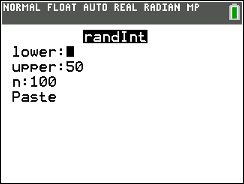 NORMAL FLOAT AUTO REAL RADIAN MP
randInt
lower:
upper:50
n:100
Paste